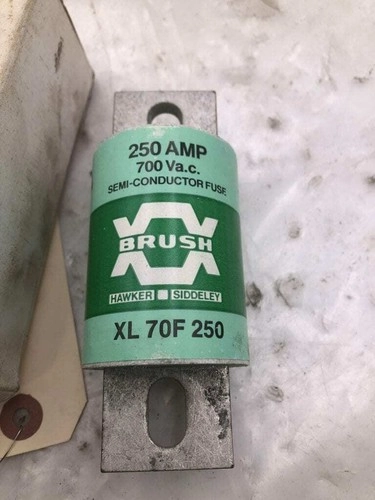 250 AMP
700 Va.c.
SEMI-CONDUCTOR FUSE
BRUSH
HAWKER SIDDELEY
XL 70F 250